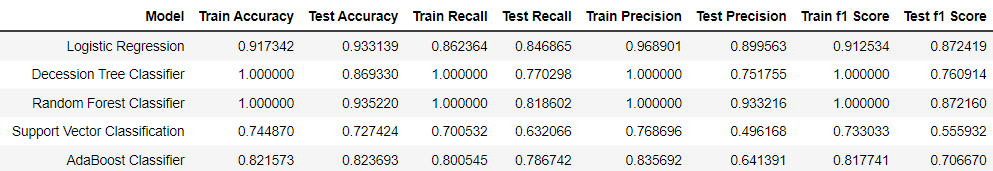 Model Train Accuracy Test Accuracy Train Recall Test Recall Train Precision Test Precision Train f1 Score Test f1 Score
Logistic Regression 0.917342 0.933139 0.862364 0.846865 0.968901 0.899563 0.912534 0.872419
Decession Tree Classifier 1.000000 0.869330 1.000000 0.770298 1.000000 0.751755 1.000000 0.760914
Random Forest Classifier 1.000000 0.935220 1.000000 0.818602 1.000000 0.933216 1.000000 0.872160
Support Vector Classification 0.744870 0.727424 0.700532 0.632066 0.768696 0.496168 0.733033 0.555932
AdaBoost Classifier 0.821573 0.823693 0.800545 0.786742 0.835692 0.641391 0.817741 0.706670